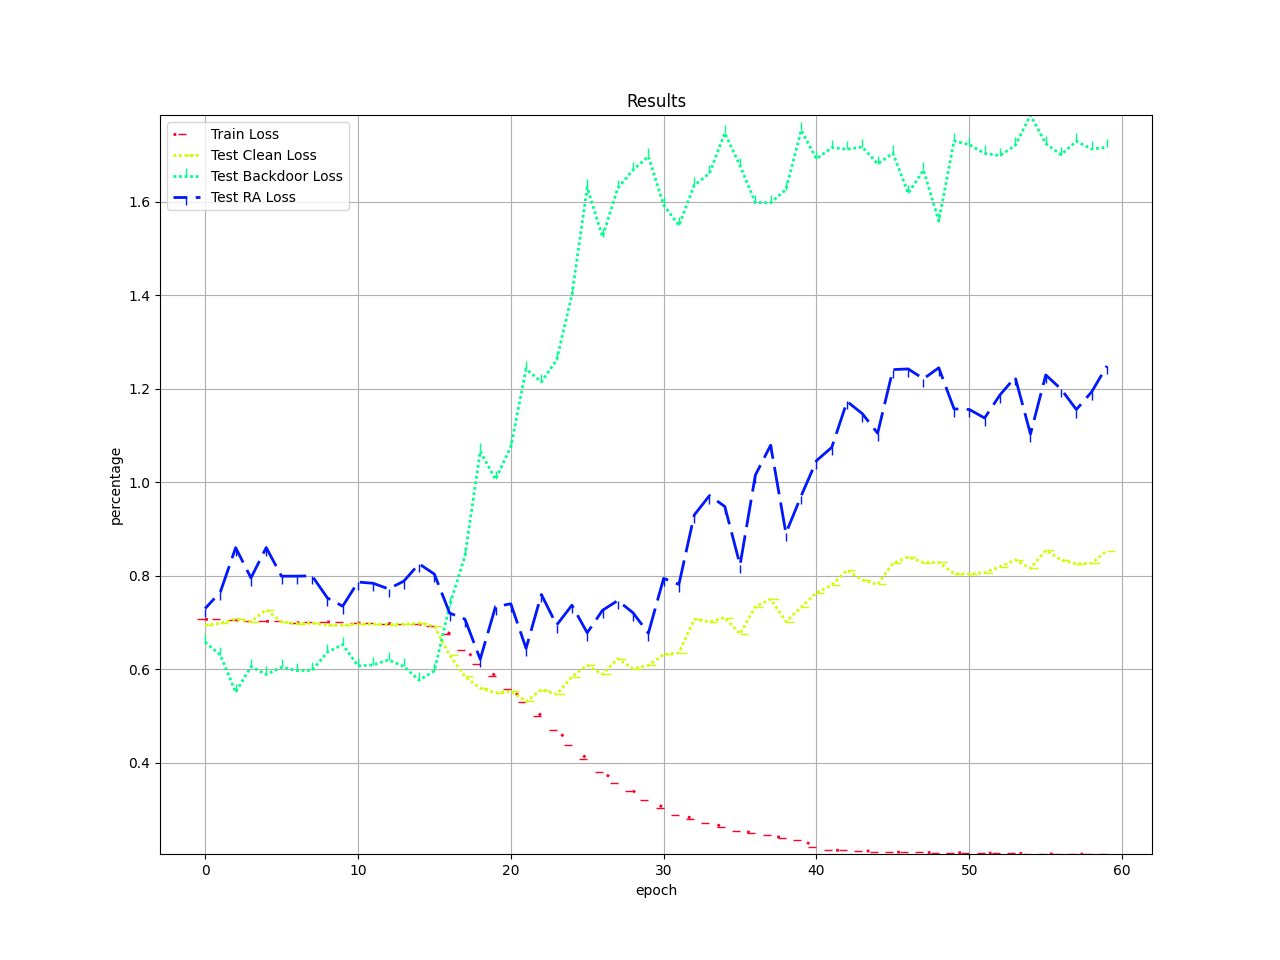 Results
Train Loss
Test Clean Loss
Test Backdoor Loss
Test RA Loss
percentage
1.6
1.4
1.2
1.0
0.8
0.6
0.4
0 10 20 30 40 50 60
epoch